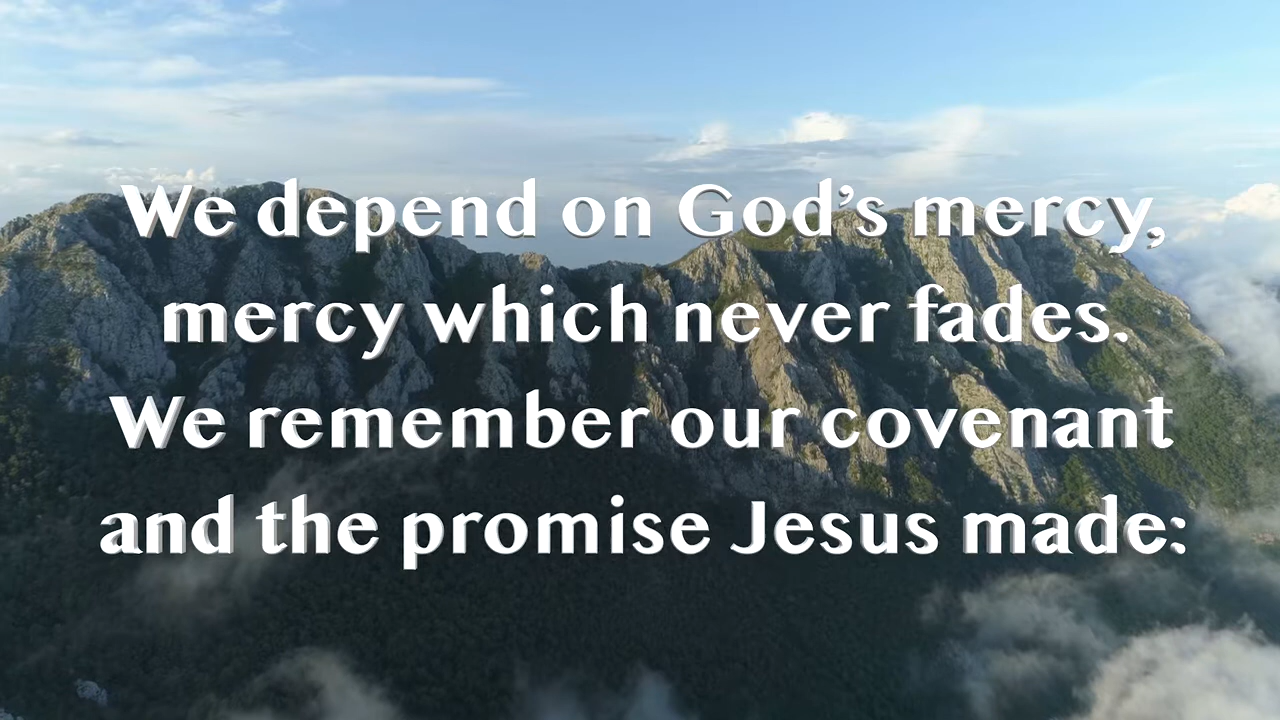 We depend on God’s mercy,
mercy which never fades.
We remember our covenant
and the promise Jesus made: